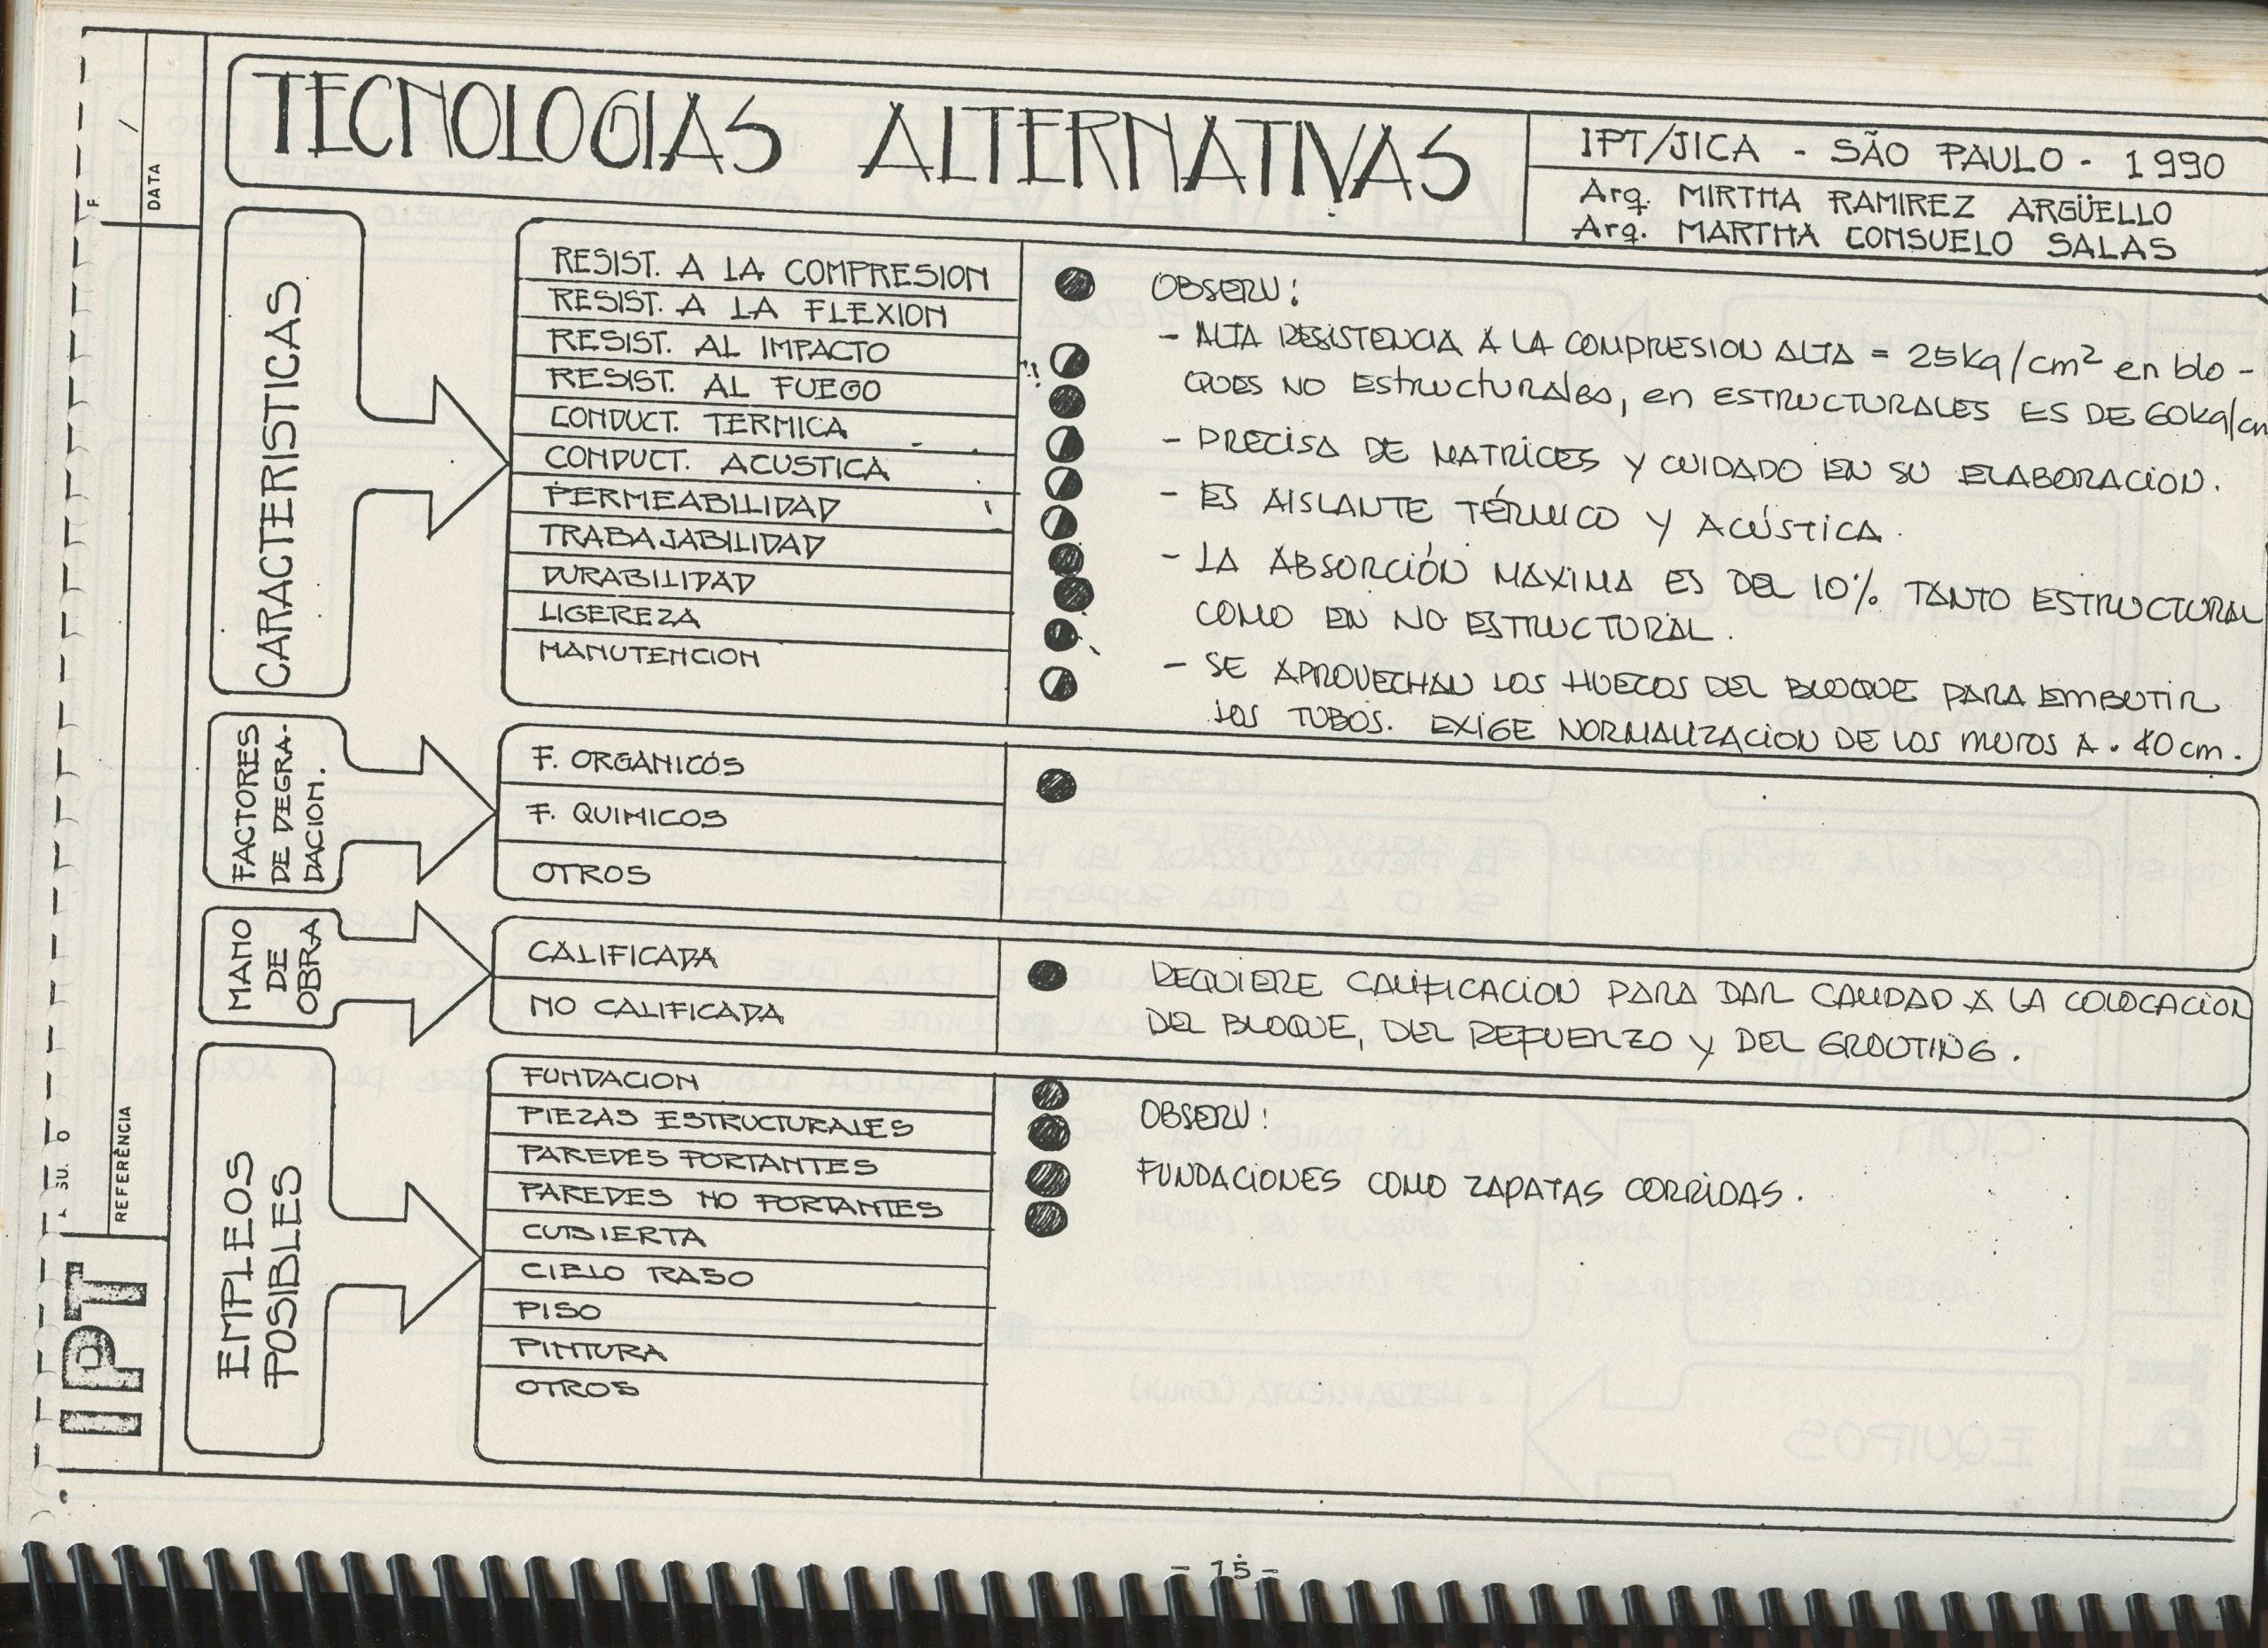 TECNOLOGIAS ALTERNATIVAS
IPT/JICA - SÃO PAULO - 1990
Arq. MIRTHA RAMIREZ ARGÜELLO
Arq. MARTHA CONSUELO SALAS
F
DATA
/
CARACTERISTICAS
RESIST. A LA COMPRESION
RESIST. A LA FLEXION
RESIST. AL IMPACTO
RESIST. AL FUEGO
CONDUCT. TERMICA
CONDUCT. ACUSTICA
PERMEABILIDAD
TRABAJABILIDAD
DURABILIDAD
LIGEREZA
MANUTENCION
OBSERV:
- ALTA RESISTENCIA A LA COMPRESION ALTA = 25kg/cm² en blo-
QUES NO Estructurales, en ESTRUCTURALES ES DE 60kg/cm
- PRECISA DE MATRICES Y CUIDADO EN SU ELABORACION.
- ES AISLANTE TÉRMICO Y ACÚSTICA.
- LA ABSORCIÓN MAXIMA ES DEL 10% TANTO ESTRUCTURAL
COMO EN NO ESTRUCTURAL.
- SE APROVECHAN LOS HUECOS DEL BLOQUE PARA EMBUTIR
LOS TUBOS. EXIGE NORMALIZACION DE LOS MUROS A. 40cm.
FACTORES
DE DEGRA-
DACION.
F. ORGANICOS
F. QUIMICOS
OTROS
MANO
DE
OBRA
CALIFICADA
NO CALIFICADA
REQUIERE CALIFICACION PARA DAR CALIDAD A LA COLOCACION
DEL BLOQUE, DEL REFUERZO Y DEL GROUTING.
EMPLEOS
POSIBLES
FUNDACION
PIEZAS ESTRUCTURALES
PAREDES PORTANTES
PAREDES NO PORTANTES
CUBIERTA
CIELO RASO
PISO
PINTURA
OTROS
OBSERV:
FUNDACIONES COMO ZAPATAS CORRIDAS.
REFERÊNCIA
IPT
- 15 -